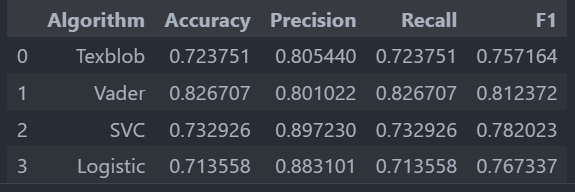 Algorithm Accuracy Precision Recall F1
0 Texblob 0.723751 0.805440 0.723751 0.757164
1 Vader 0.826707 0.801022 0.826707 0.812372
2 SVC 0.732926 0.897230 0.732926 0.782023
3 Logistic 0.713558 0.883101 0.713558 0.767337